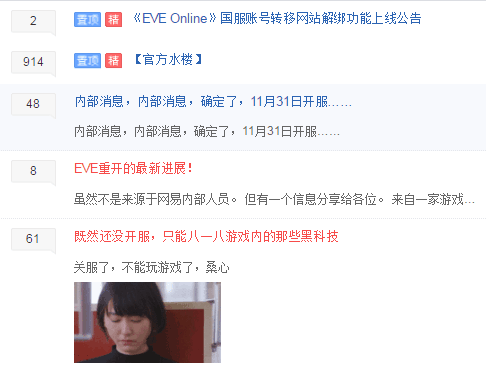 2 置顶 精 《EVE Online》国服账号转移网站解绑功能上线公告
914 置顶 精 【官方水楼】
48 内部消息，内部消息，确定了，11月31日开服……
内部消息，内部消息，确定了，11月31日开服……
8 EVE重开的最新进展！
虽然不是来源于网易内部人员。 但有一个信息分享给各位。 来自一家游戏...
61 既然还没开服，只能八一八游戏内的那些黑科技
关服了，不能玩游戏了，桑心